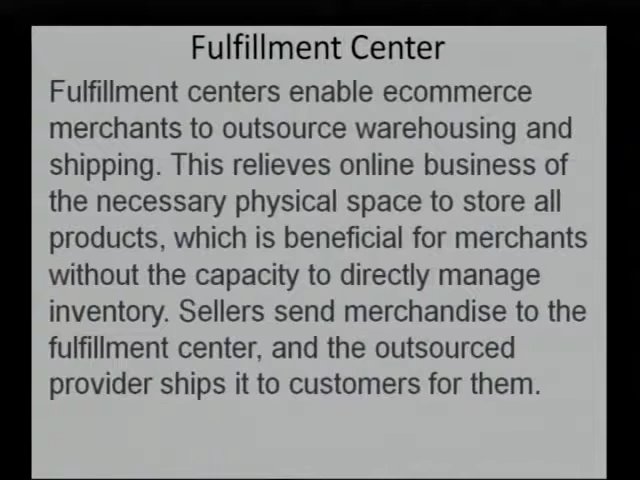 Fulfillment Center
Fulfillment centers enable ecommerce
merchants to outsource warehousing and
shipping. This relieves online business of
the necessary physical space to store all
products, which is beneficial for merchants
without the capacity to directly manage
inventory. Sellers send merchandise to the
fulfillment center, and the outsourced
provider ships it to customers for them.